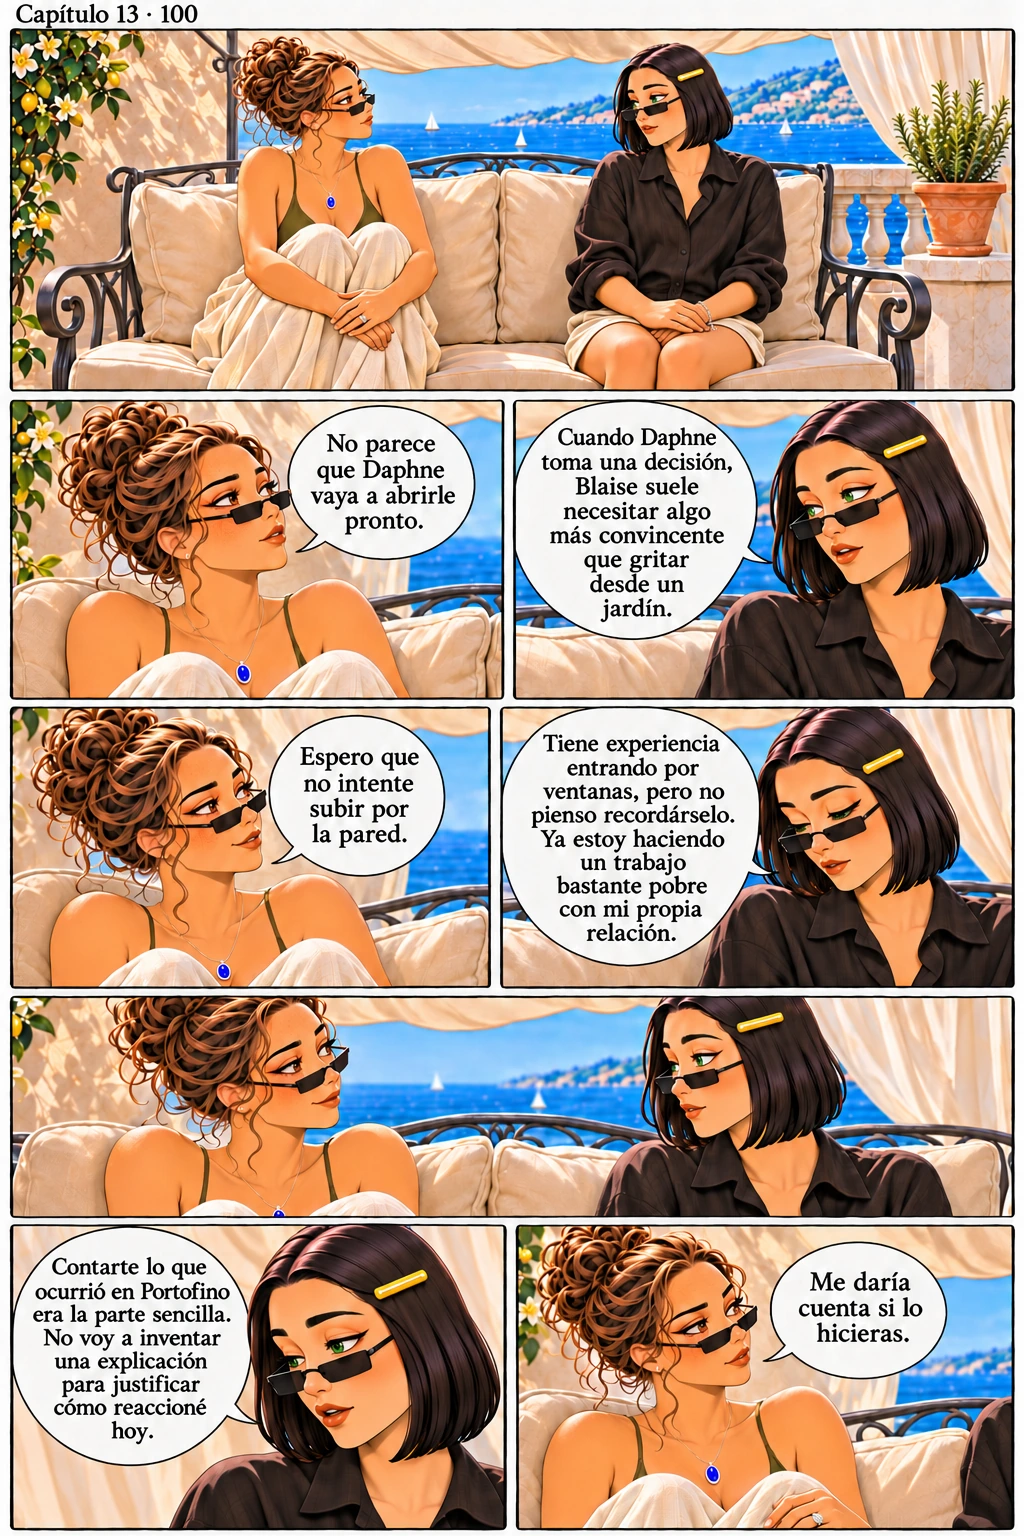 Capítulo 13 · 100
No parece
que Daphne
vaya a abrirle
pronto.
Cuando Daphne
toma una decisión,
Blaise suele
necesitar algo
más convincente
que gritar
desde un
jardín.
Espero que
no intente
subir por
la pared.
Tiene experiencia
entrando por
ventanas, pero no
pienso recordárselo.
Ya estoy haciendo
un trabajo
bastante pobre
con mi propia
relación.
Contarte lo que
ocurrió en Portofino
era la parte sencilla.
No voy a inventar
una explicación
para justificar
cómo reaccioné
hoy.
Me daría
cuenta si lo
hicieras.